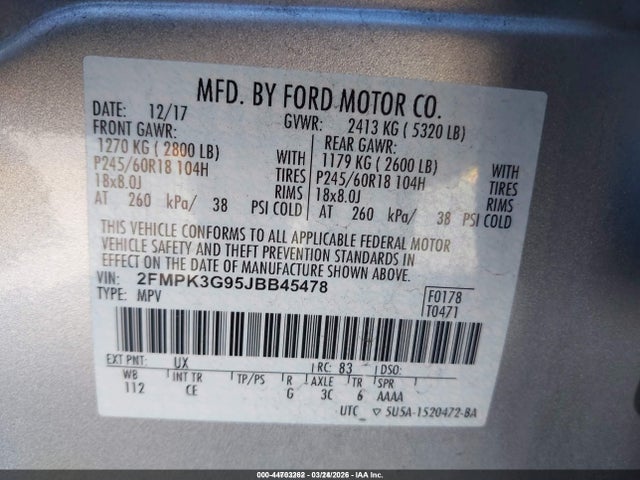 MFD. BY FORD MOTOR CO.
DATE: 12/17 GVWR: 2413 KG ( 5320 LB)
FRONT GAWR: REAR GAWR:
1270 KG ( 2800 LB) WITH 1179 KG ( 2600 LB) WITH
P245/60R18 104H TIRES P245/60R18 104H TIRES
18x8.0J RIMS 18x8.0J RIMS
AT 260 kPa/ 38 PSI COLD AT 260 kPa/ 38 PSI COLD
THIS VEHICLE CONFORMS TO ALL APPLICABLE FEDERAL MOTOR
VEHICLE SAFETY AND THEFT PREVENTION STANDARDS IN
EFFECT ON THE DATE OF MANUFACTURE SHOWN ABOVE.
VIN: 2FMPK3G95JBB45478 F0178
TYPE: MPV T0471
EXT PNT: UX RC: 83 DSO:
WB INT TR TP/PS R AXLE TR SPR
112 CE G 3C 6 AAAA
UTC 5U5A-1520472-BA
000-44703362 | 03/24/2026 | IAA Inc.